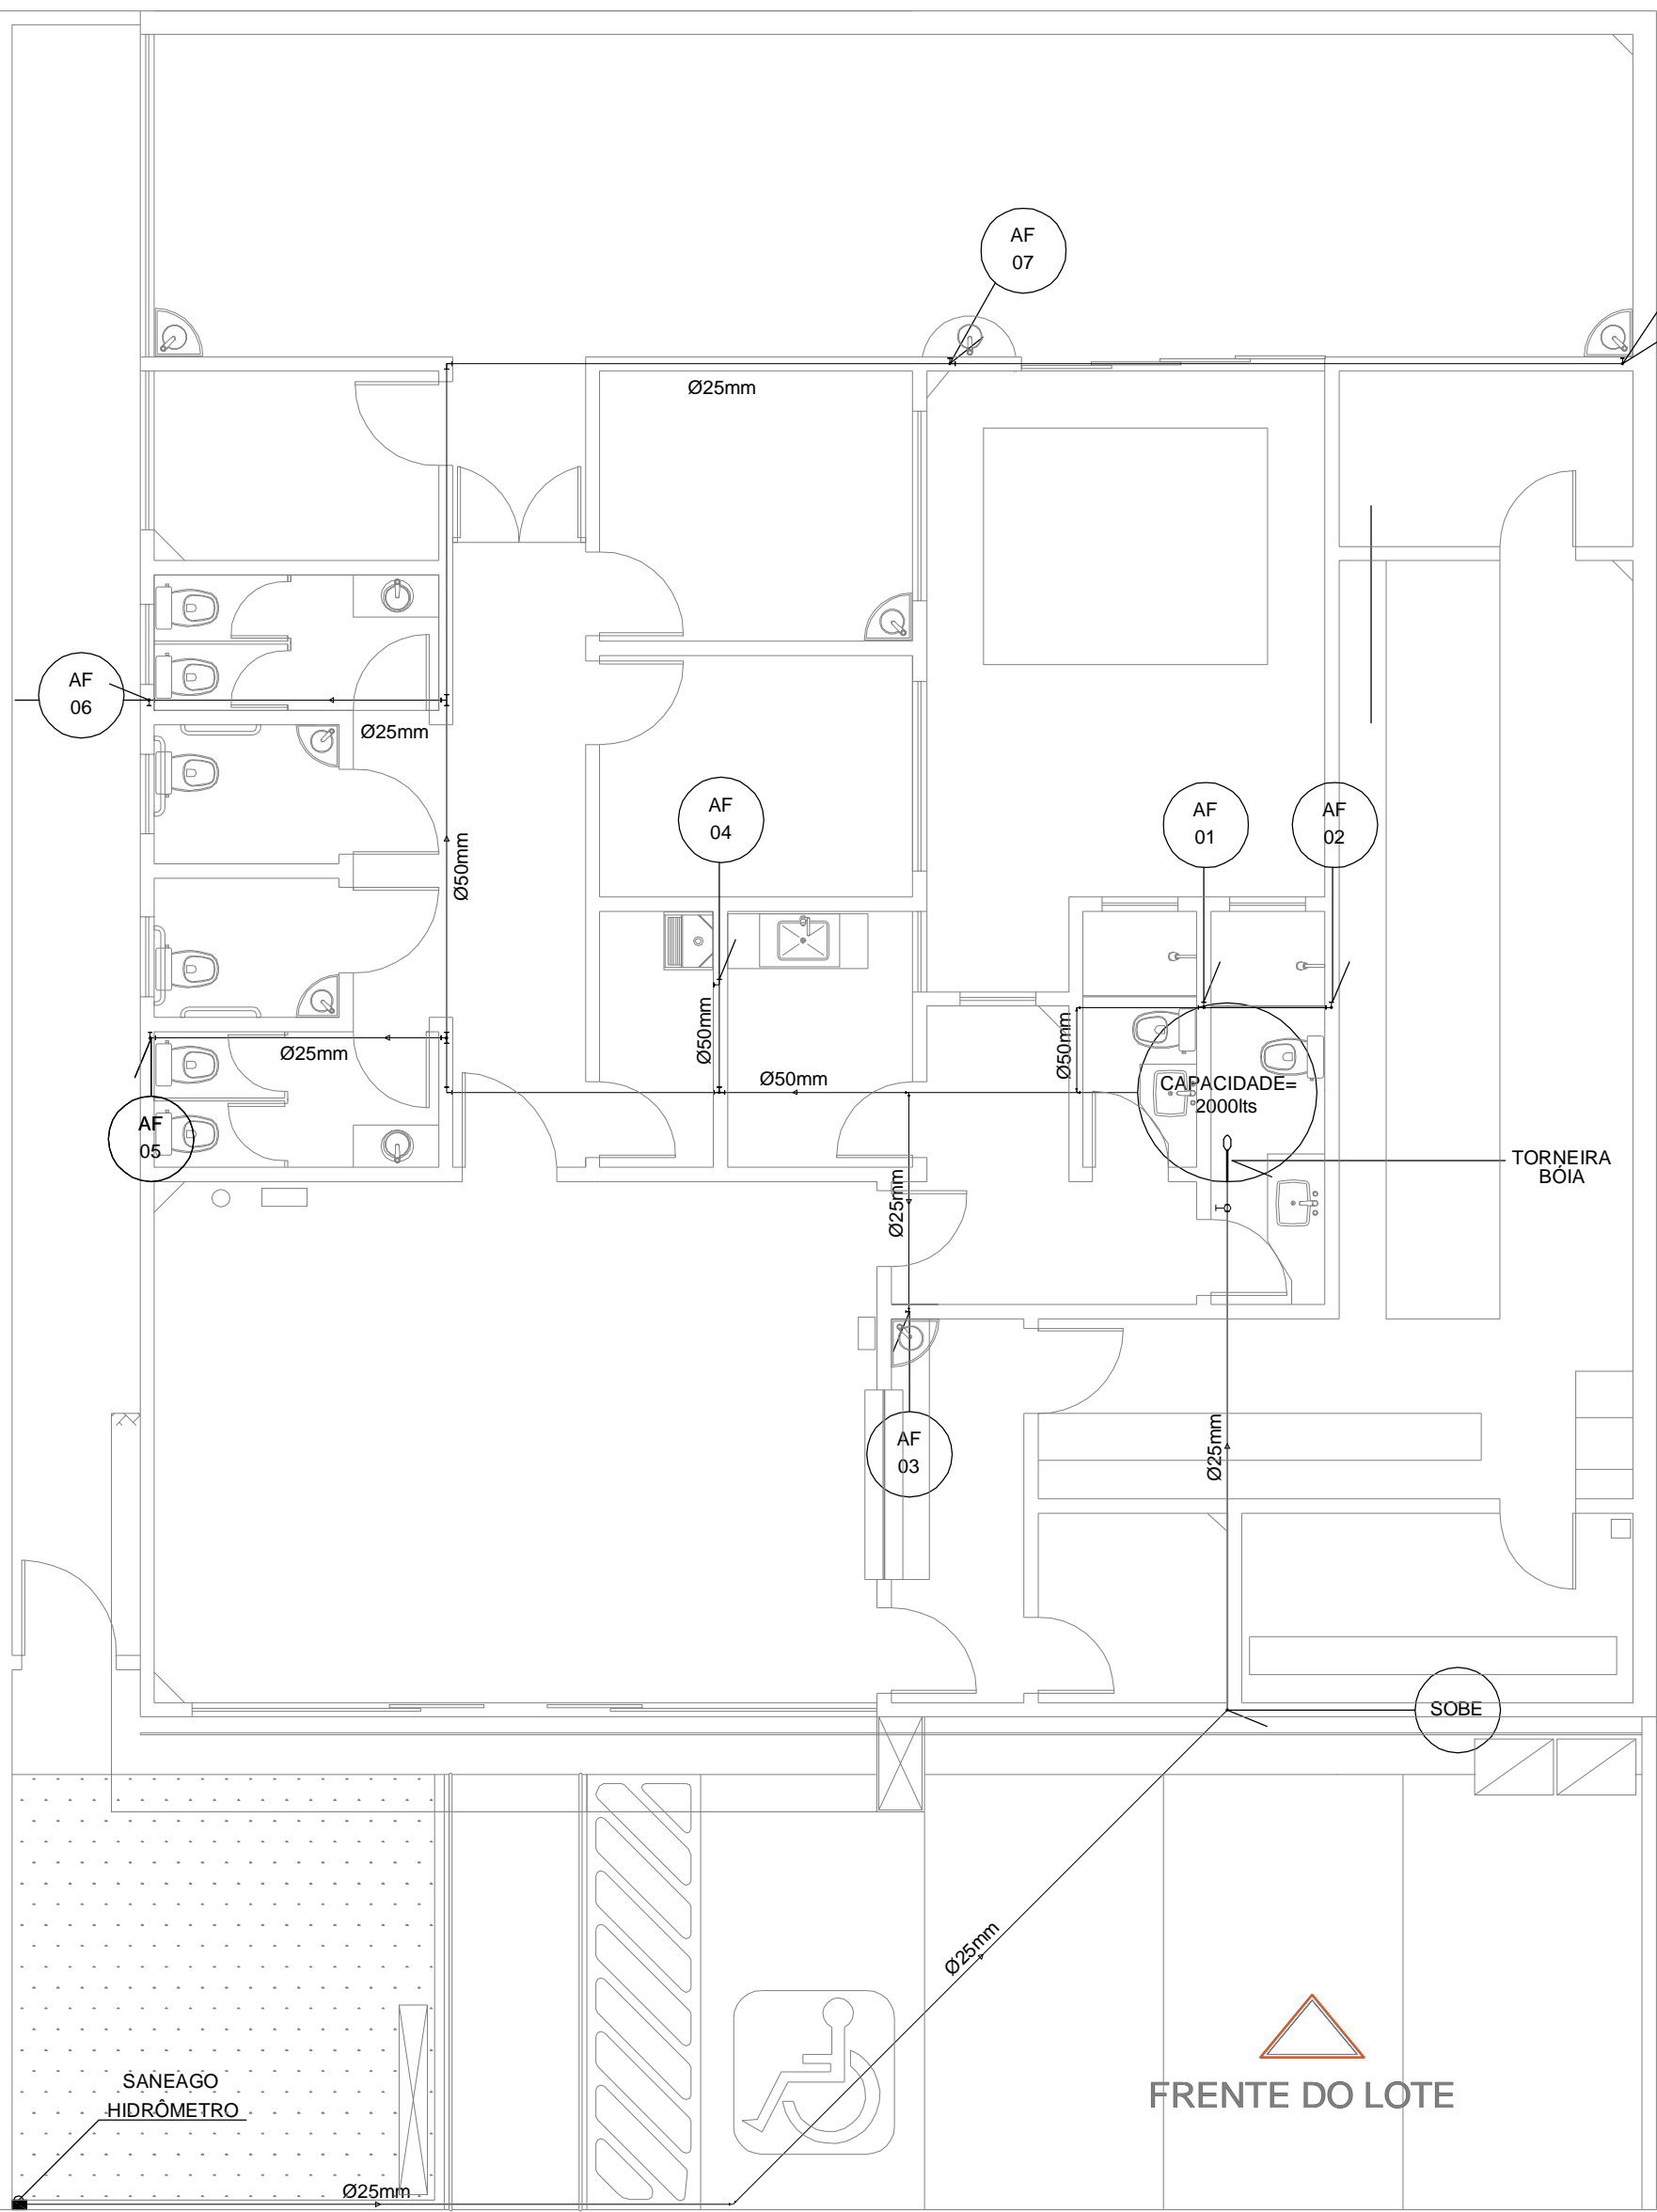 AF
07
Ø25mm
AF
06
Ø25mm
AF
04
AF
01
AF
02
Ø50mm
Ø50mm
Ø50mm
Ø25mm
Ø50mm
CAPACIDADE=
2000lts
AF
05
TORNEIRA
BÓIA
Ø25mm
AF
03
Ø25mm
SOBE
Ø25mm
SANEAGO
HIDRÔMETRO
FRENTE DO LOTE
Ø25mm